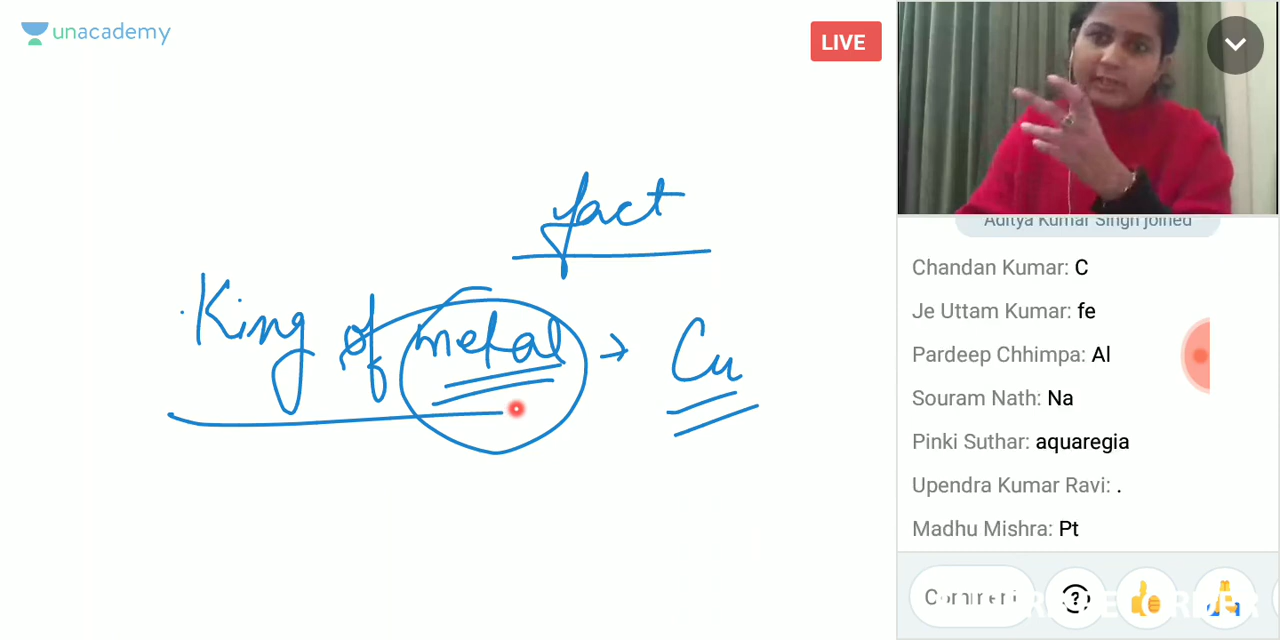 unacademy
LIVE
fact
King of metal → Cu
Aditya Kumar Singh joined
Chandan Kumar: C
Je Uttam Kumar: fe
Pardeep Chhimpa: Al
Souram Nath: Na
Pinki Suthar: aquaregia
Upendra Kumar Ravi: .
Madhu Mishra: Pt